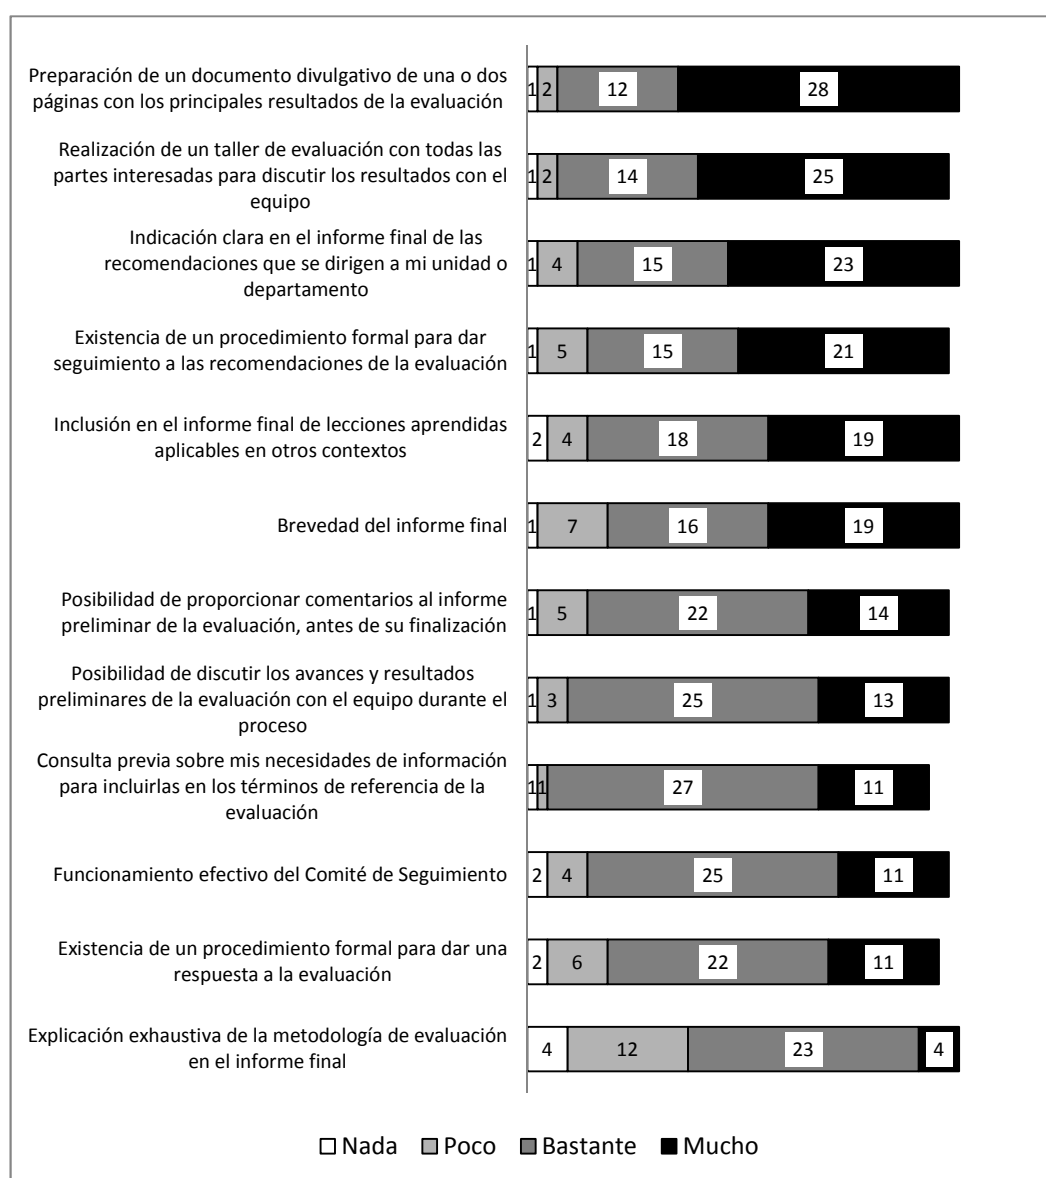 Preparación de un documento divulgativo de una o dos
páginas con los principales resultados de la evaluación
1 2 12 28
Realización de un taller de evaluación con todas las
partes interesadas para discutir los resultados con el
equipo
1 2 14 25
Indicación clara en el informe final de las
recomendaciones que se dirigen a mi unidad o
departamento
1 4 15 23
Existencia de un procedimiento formal para dar
seguimiento a las recomendaciones de la evaluación
1 5 15 21
Inclusión en el informe final de lecciones aprendidas
aplicables en otros contextos
2 4 18 19
Brevedad del informe final
1 7 16 19
Posibilidad de proporcionar comentarios al informe
preliminar de la evaluación, antes de su finalización
1 5 22 14
Posibilidad de discutir los avances y resultados
preliminares de la evaluación con el equipo durante el
proceso
1 3 25 13
Consulta previa sobre mis necesidades de información
para incluirlas en los términos de referencia de la
evaluación
1 1 27 11
Funcionamiento efectivo del Comité de Seguimiento
2 4 25 11
Existencia de un procedimiento formal para dar una
respuesta a la evaluación
2 6 22 11
Explicación exhaustiva de la metodología de evaluación
en el informe final
4 12 23 4
Nada Poco Bastante Mucho